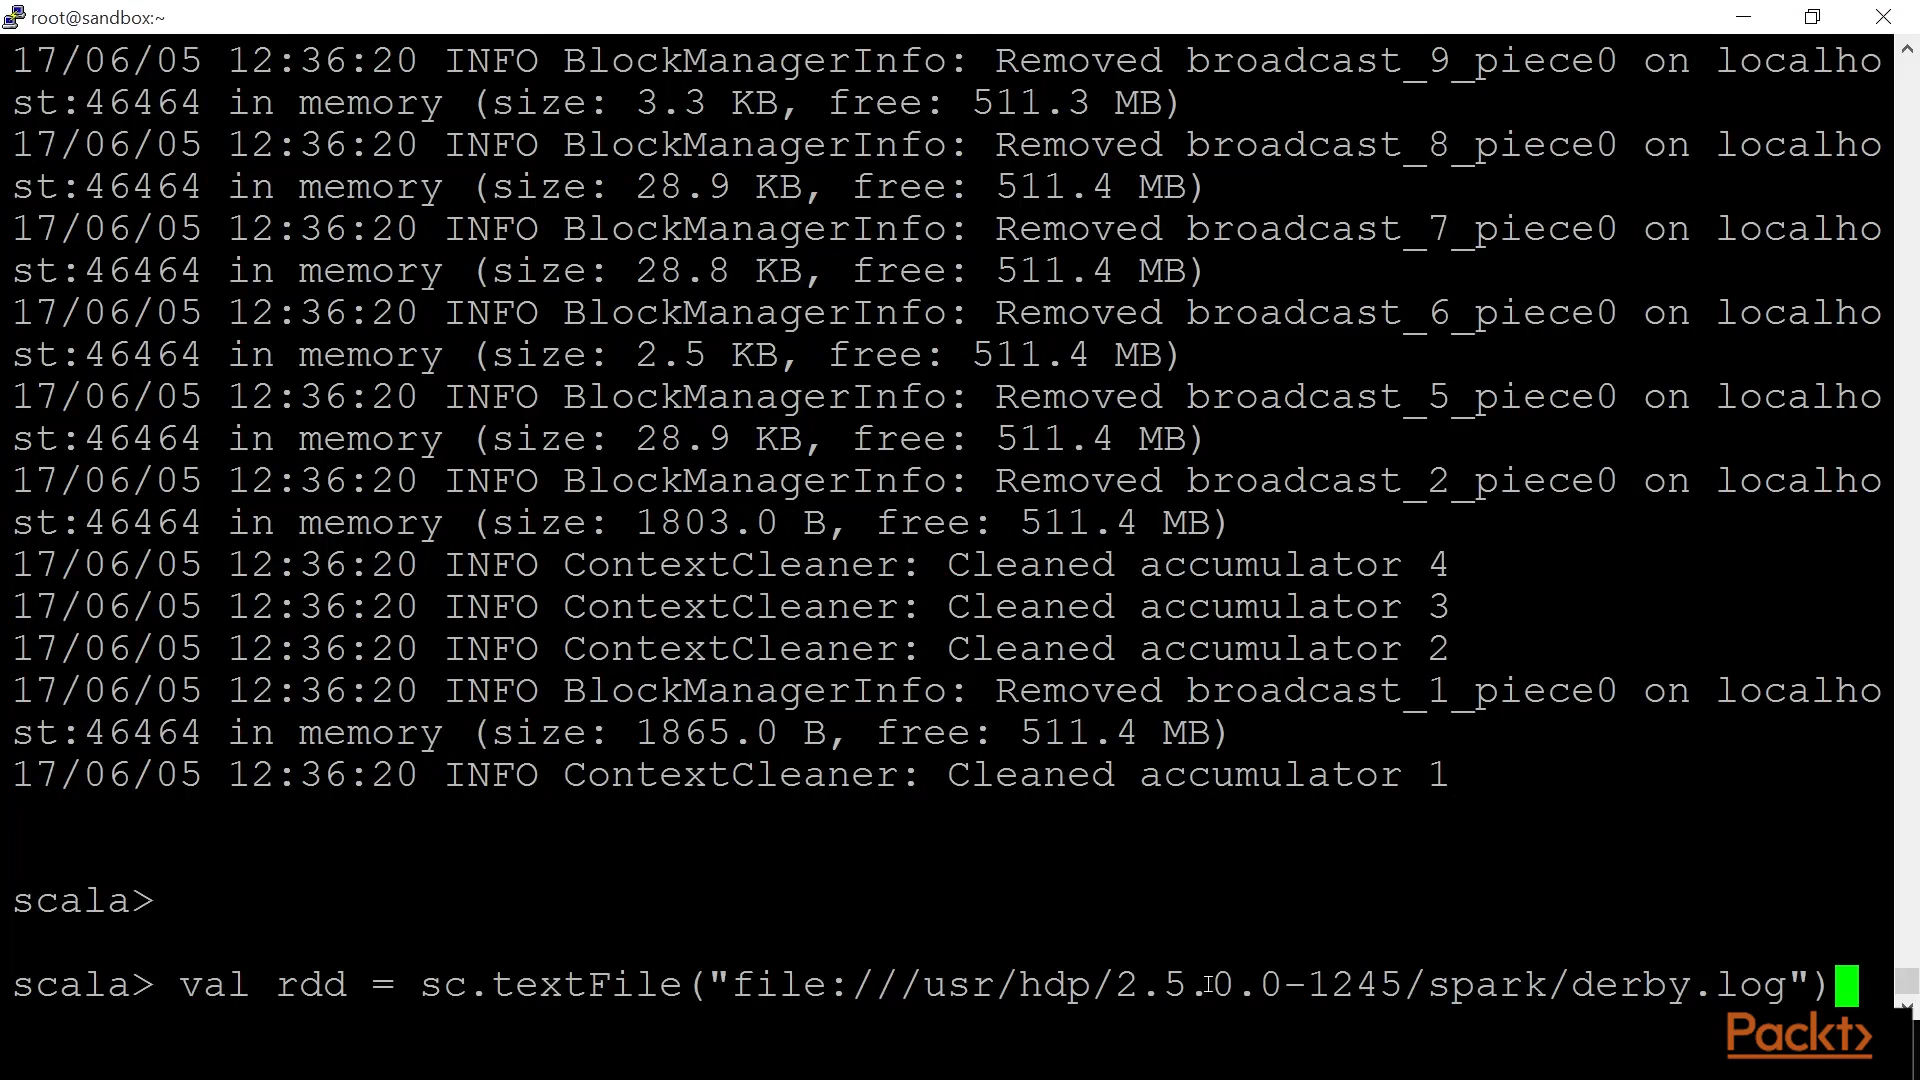 root@sandbox:~
17/06/05 12:36:20 INFO BlockManagerInfo: Removed broadcast_9_piece0 on localho
st:46464 in memory (size: 3.3 KB, free: 511.3 MB)
17/06/05 12:36:20 INFO BlockManagerInfo: Removed broadcast_8_piece0 on localho
st:46464 in memory (size: 28.9 KB, free: 511.4 MB)
17/06/05 12:36:20 INFO BlockManagerInfo: Removed broadcast_7_piece0 on localho
st:46464 in memory (size: 28.8 KB, free: 511.4 MB)
17/06/05 12:36:20 INFO BlockManagerInfo: Removed broadcast_6_piece0 on localho
st:46464 in memory (size: 2.5 KB, free: 511.4 MB)
17/06/05 12:36:20 INFO BlockManagerInfo: Removed broadcast_5_piece0 on localho
st:46464 in memory (size: 28.9 KB, free: 511.4 MB)
17/06/05 12:36:20 INFO BlockManagerInfo: Removed broadcast_2_piece0 on localho
st:46464 in memory (size: 1803.0 B, free: 511.4 MB)
17/06/05 12:36:20 INFO ContextCleaner: Cleaned accumulator 4
17/06/05 12:36:20 INFO ContextCleaner: Cleaned accumulator 3
17/06/05 12:36:20 INFO ContextCleaner: Cleaned accumulator 2
17/06/05 12:36:20 INFO BlockManagerInfo: Removed broadcast_1_piece0 on localho
st:46464 in memory (size: 1865.0 B, free: 511.4 MB)
17/06/05 12:36:20 INFO ContextCleaner: Cleaned accumulator 1
scala>
scala> val rdd = sc.textFile("file:///usr/hdp/2.5.0.0-1245/spark/derby.log")
Packt>